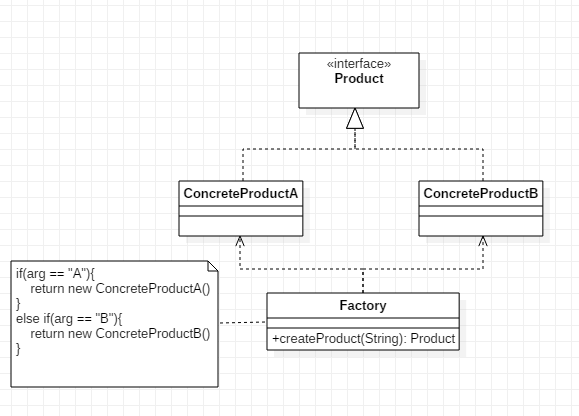 «interface»
Product
ConcreteProductA
ConcreteProductB
if(arg == "A"){
return new ConcreteProductA()
}
else if(arg == "B"){
return new ConcreteProductB()
}
Factory
+createProduct(String): Product